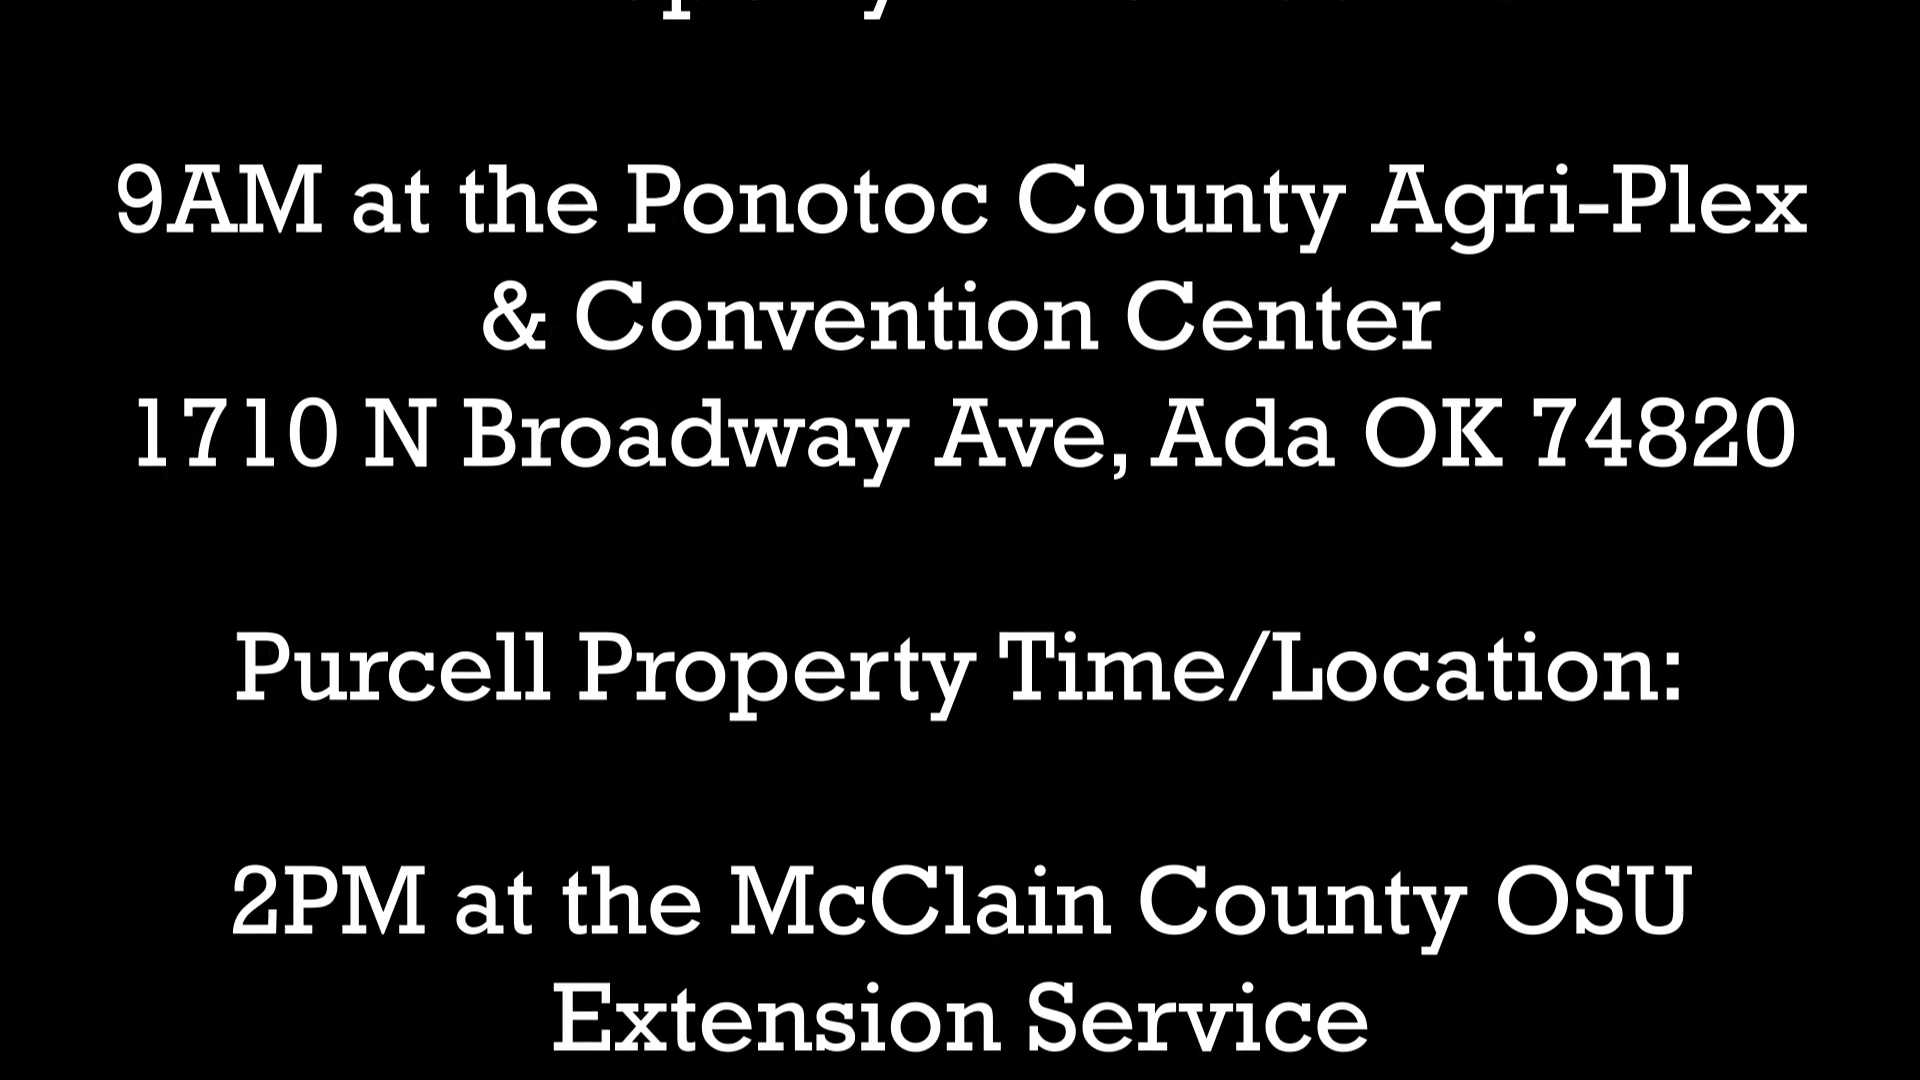 9AM at the Ponotoc County Agri-Plex
& Convention Center
1710 N Broadway Ave, Ada OK 74820
Purcell Property Time/Location:
2PM at the McClain County OSU
Extension Service